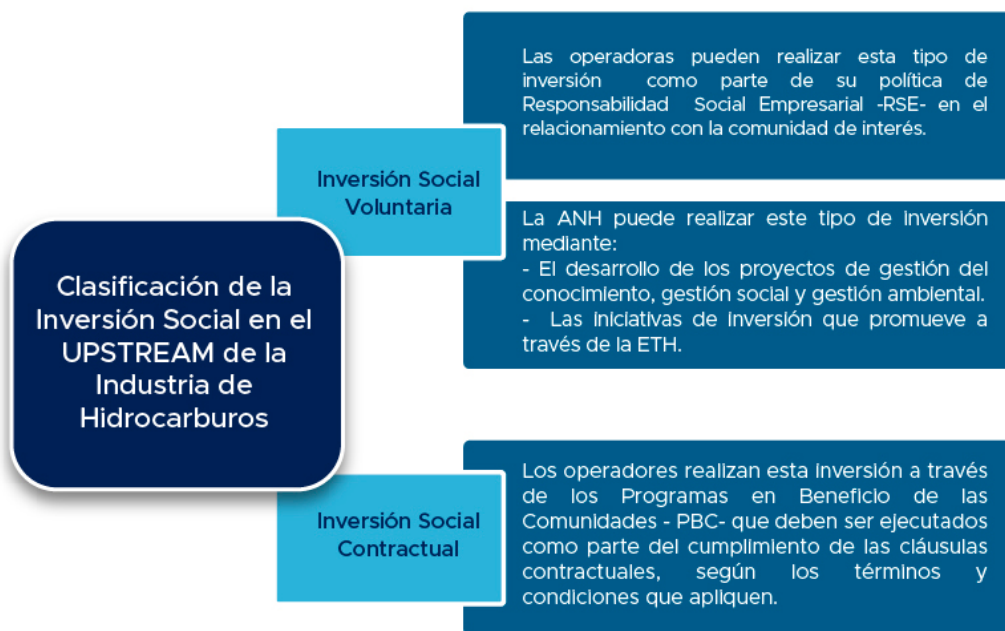 Clasificación de la
Inversión Social en el
UPSTREAM de la
Industria de
Hidrocarburos
Inversión Social
Voluntaria
Las operadoras pueden realizar esta tipo de
inversión como parte de su política de
Responsabilidad Social Empresarial -RSE- en el
relacionamiento con la comunidad de interés.
La ANH puede realizar este tipo de inversión
mediante:
- El desarrollo de los proyectos de gestión del
conocimiento, gestión social y gestión ambiental.
- Las iniciativas de inversión que promueve a
través de la ETH.
Inversión Social
Contractual
Los operadores realizan esta inversión a través
de los Programas en Beneficio de las
Comunidades - PBC- que deben ser ejecutados
como parte del cumplimiento de las cláusulas
contractuales, según los términos y
condiciones que apliquen.